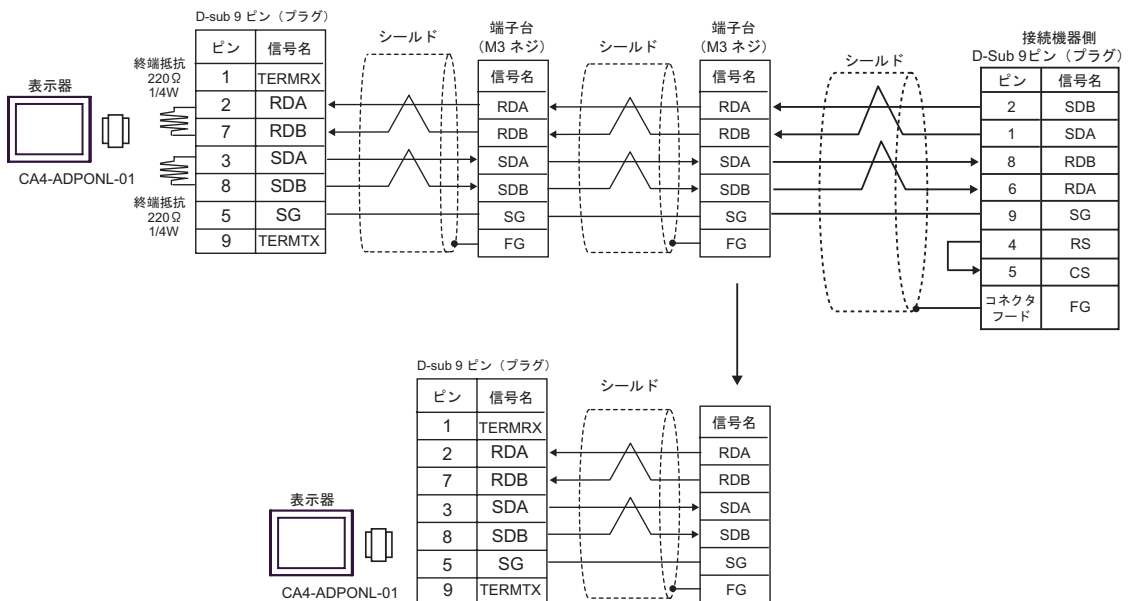 D-sub 9 ピン（プラグ）
ピン 信号名
1 TERMRX
2 RDA
7 RDB
3 SDA
8 SDB
5 SG
9 TERMTX
終端抵抗
220Ω
1/4W
表示器
CA4-ADPONL-01
終端抵抗
220Ω
1/4W
シールド
端子台
（M3 ネジ）
信号名
RDA
RDB
SDA
SDB
SG
FG
シールド
端子台
（M3 ネジ）
信号名
RDA
RDB
SDA
SDB
SG
FG
シールド
接続機器側
D-Sub 9ピン（プラグ）
ピン 信号名
2 SDB
1 SDA
8 RDB
6 RDA
9 SG
4 RS
5 CS
コネクタ
フード FG
D-sub 9 ピン（プラグ）
ピン 信号名
1 TERMRX
2 RDA
7 RDB
3 SDA
8 SDB
5 SG
9 TERMTX
表示器
CA4-ADPONL-01
シールド
信号名
RDA
RDB
SDA
SDB
SG
FG